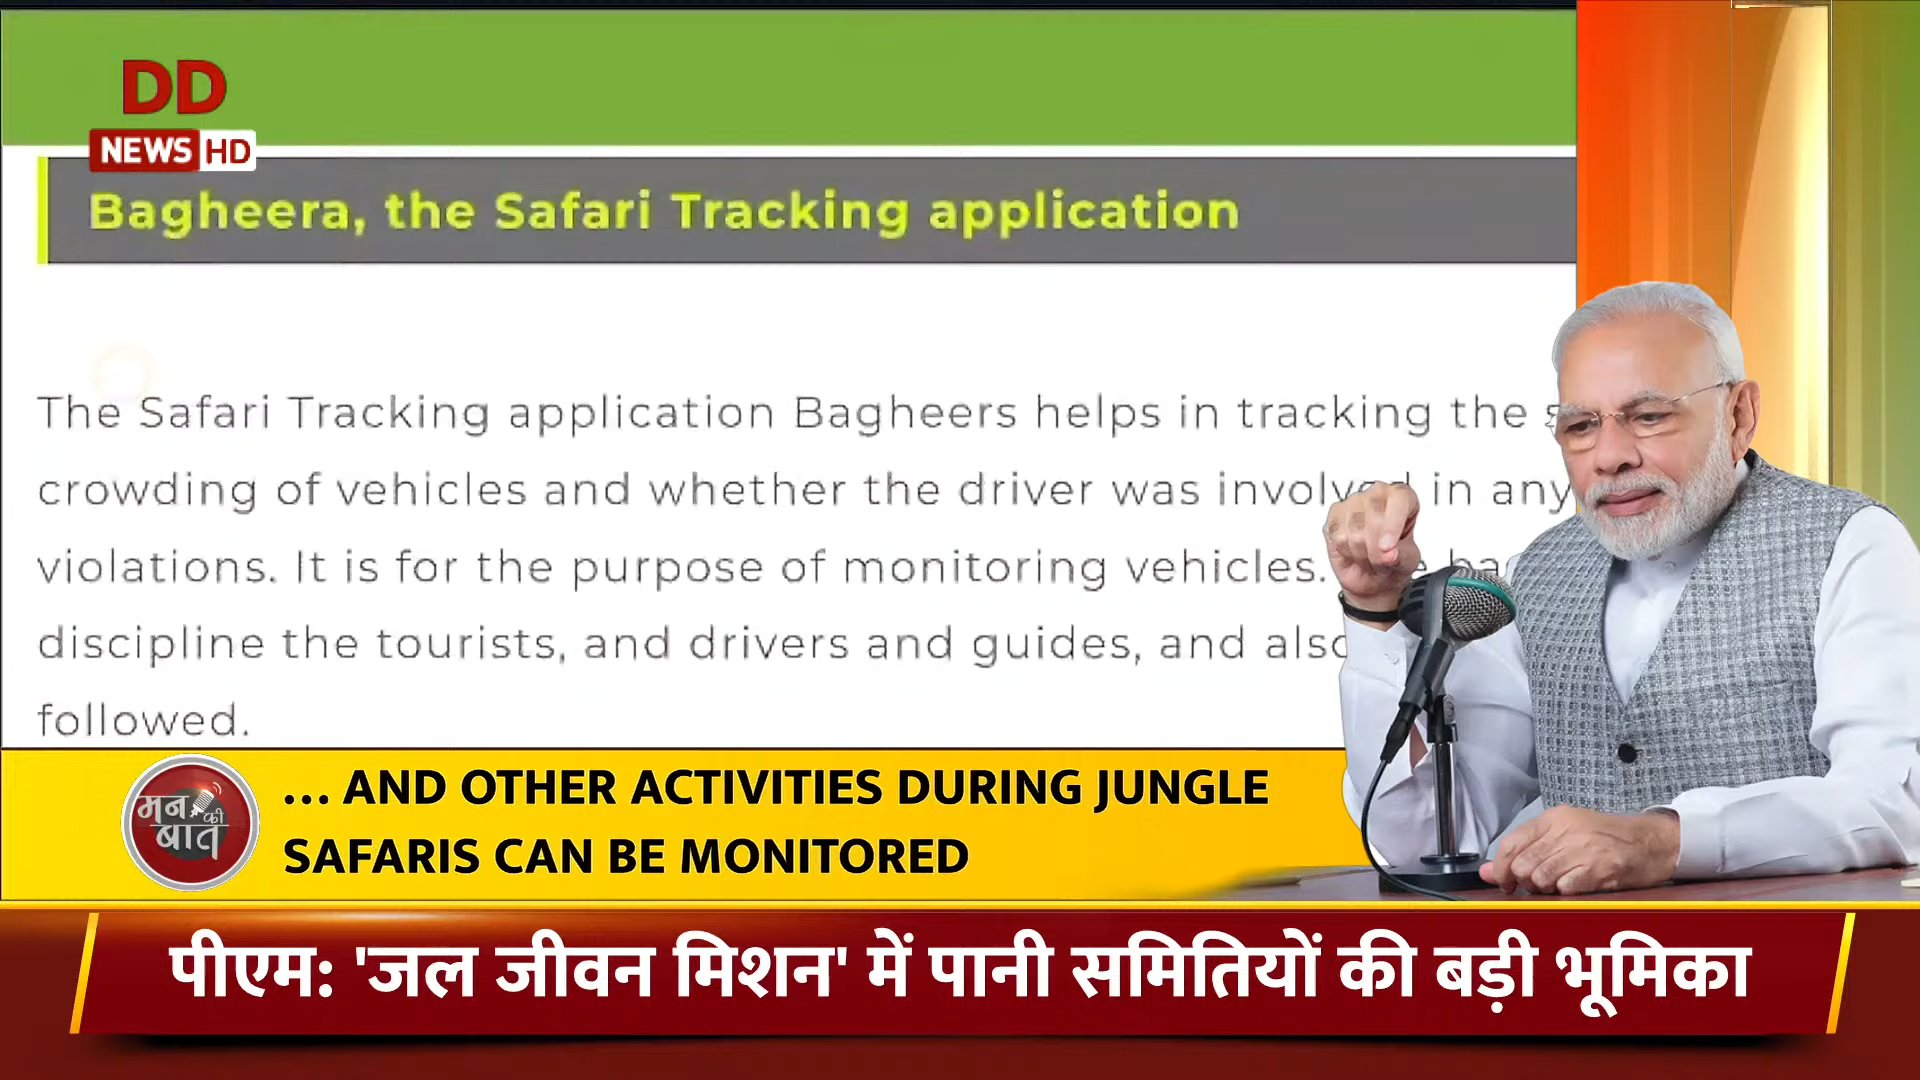 DD
NEWS HD
Bagheera, the Safari Tracking application
The Safari Tracking application Bagheers helps in tracking the
crowding of vehicles and whether the driver was involved in any
violations. It is for the purpose of monitoring vehicles.
discipline the tourists, and drivers and guides, and also
followed.
मन की बात
... AND OTHER ACTIVITIES DURING JUNGLE
SAFARIS CAN BE MONITORED
पीएम: 'जल जीवन मिशन' में पानी समितियों की बड़ी भूमिका